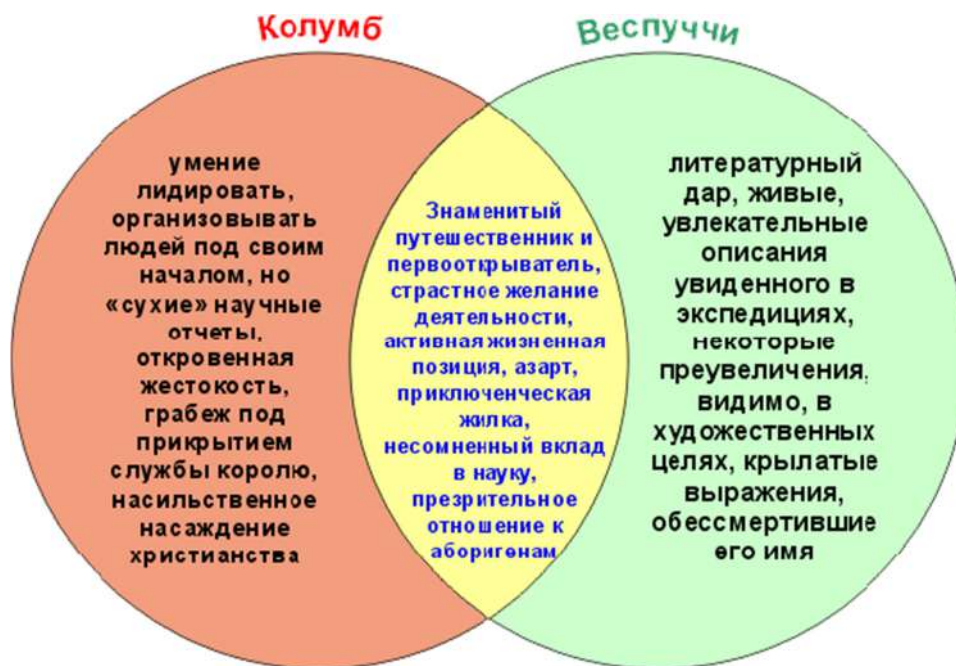 Колумб
Веспуччи
умение
лидировать,
организовывать
людей под своим
началом, но
«сухие» научные
отчеты,
откровенная
жестокость,
грабеж под
прикрытием
службы королю,
насильственное
насаждение
христианства
Знаменитый
путешественник и
первооткрыватель,
страстное желание
деятельности,
активная жизненная
позиция, азарт,
приключенческая
жилка,
несомненный вклад
в науку,
презрительное
отношение к
аборигенам
литературный
дар, живые,
увлекательные
описания
увиденного в
экспедициях,
некоторые
преувеличения,
видимо, в
художественных
целях, крылатые
выражения,
обессмертившие
его имя